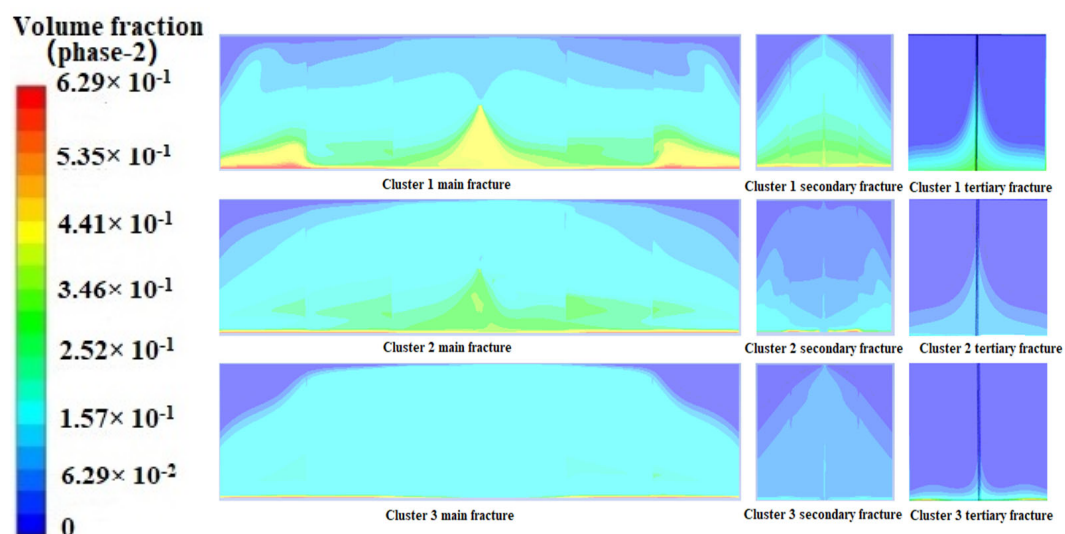 Volume fraction
(phase-2)
6.29× 10-1
5.35× 10-1
4.41× 10-1
3.46× 10-1
2.52× 10-1
1.57× 10-1
6.29× 10-2
0
Cluster 1 main fracture
Cluster 1 secondary fracture
Cluster 1 tertiary fracture
Cluster 2 main fracture
Cluster 2 secondary fracture
Cluster 2 tertiary fracture
Cluster 3 main fracture
Cluster 3 secondary fracture
Cluster 3 tertiary fracture